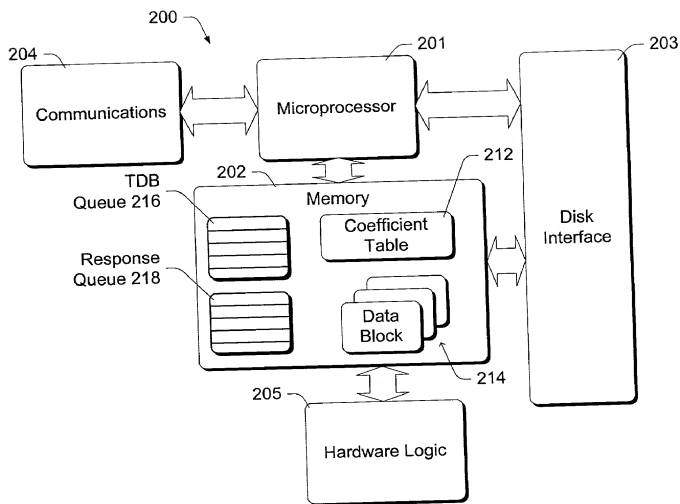 200
204
201
203
Communications
Microprocessor
202
212
TDB
Queue 216
Memory
Coefficient
Table
Disk
Interface
Response
Queue 218
Data
Block
214
205
Hardware Logic